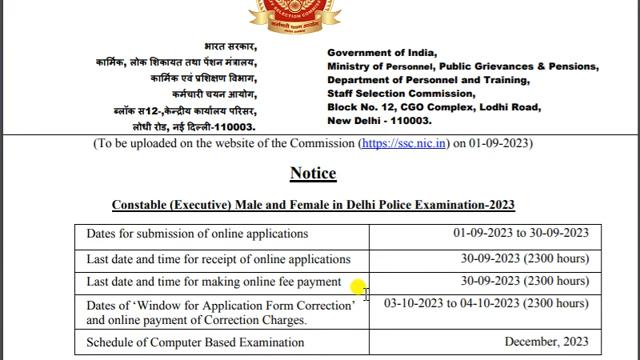 भारत सरकार,
कार्मिक, लोक शिकायत तथा पेंशन मंत्रालय,
कार्मिक एवं प्रशिक्षण विभाग,
कर्मचारी चयन आयोग,
ब्लॉक स12-,केन्द्रीय कार्यालय परिसर,
लोधी रोड, नई दिल्ली-110003.
Government of India,
Ministry of Personnel, Public Grievances & Pensions,
Department of Personnel and Training,
Staff Selection Commission,
Block No. 12, CGO Complex, Lodhi Road,
New Delhi - 110003.
(To be uploaded on the website of the Commission (https://ssc.nic.in) on 01-09-2023)
Notice
Constable (Executive) Male and Female in Delhi Police Examination-2023
Dates for submission of online applications 01-09-2023 to 30-09-2023
Last date and time for receipt of online applications 30-09-2023 (2300 hours)
Last date and time for making online fee payment 30-09-2023 (2300 hours)
Dates of ‘Window for Application Form Correction’ 03-10-2023 to 04-10-2023 (2300 hours)
and online payment of Correction Charges.
Schedule of Computer Based Examination December, 2023